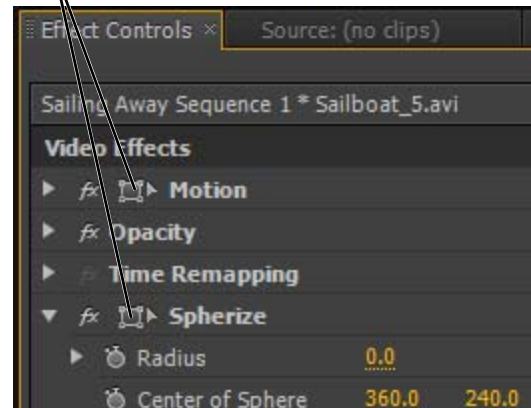 Effect Controls × Source: (no clips)
Sailing Away Sequence 1 * Sailboat_5.avi
Video Effects
fx Motion
fx Opacity
fx Time Remapping
fx Spherize
Radius 0.0
Center of Sphere 360.0 240.0